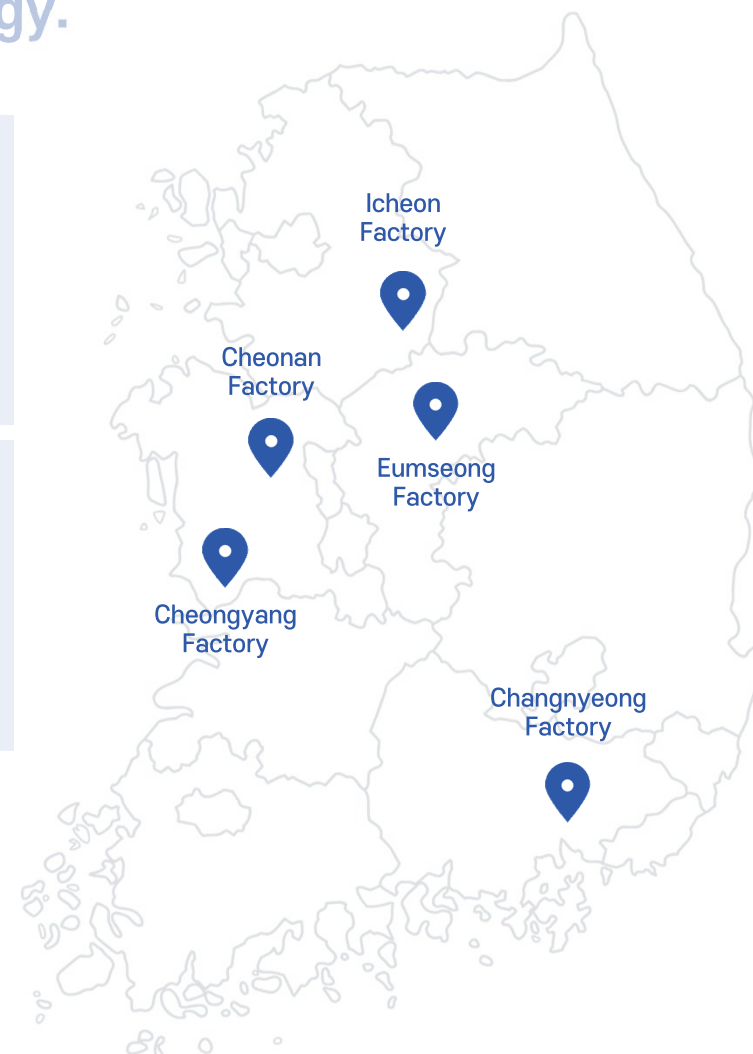 gy.
Icheon
Factory
Cheonan
Factory
Eumseong
Factory
Cheongyang
Factory
Changnyeong
Factory